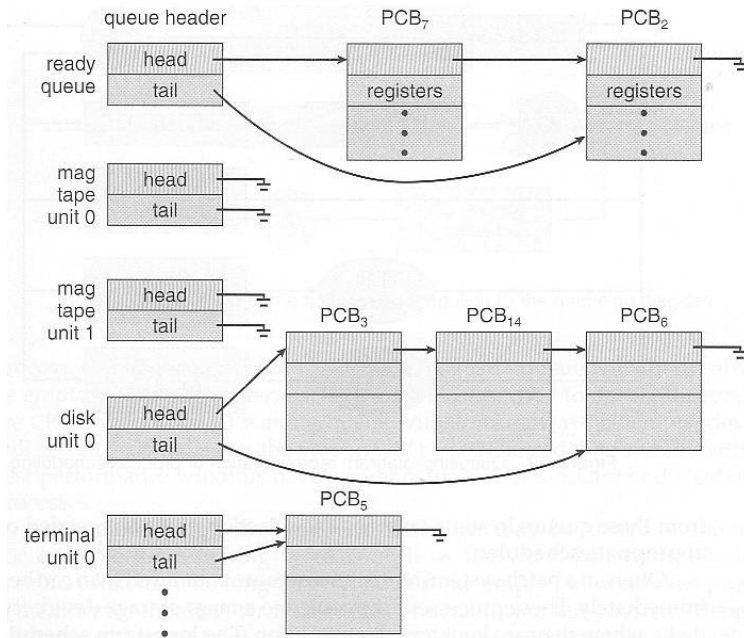 queue header
PCB7
PCB2
ready
queue
head
tail
registers
registers
mag
tape
unit 0
head
tail
mag
tape
unit 1
head
tail
PCB3
PCB14
PCB6
disk
unit 0
head
tail
PCB5
terminal
unit 0
head
tail